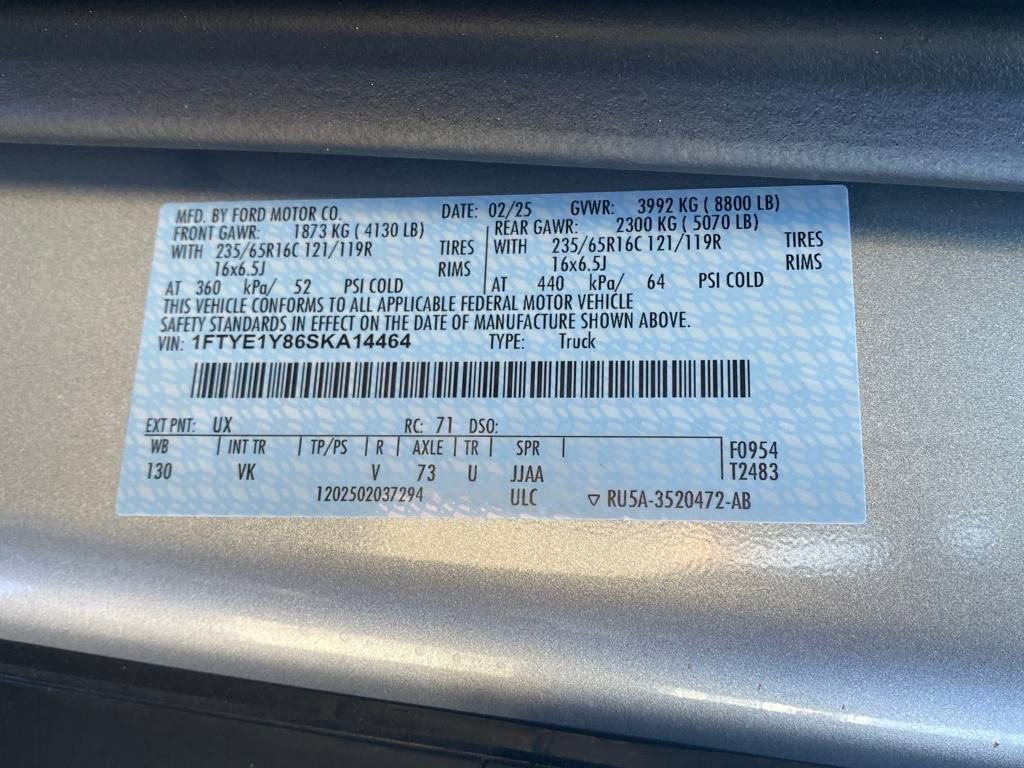 MFD. BY FORD MOTOR CO. DATE: 02/25 GVWR: 3992 KG ( 8800 LB)
FRONT GAWR: 1873 KG ( 4130 LB) REAR GAWR: 2300 KG ( 5070 LB)
WITH 235/65R16C 121/119R TIRES WITH 235/65R16C 121/119R TIRES
16x6.5J RIMS 16x6.5J RIMS
AT 360 kPa/ 52 PSI COLD AT 440 kPa/ 64 PSI COLD
THIS VEHICLE CONFORMS TO ALL APPLICABLE FEDERAL MOTOR VEHICLE
SAFETY STANDARDS IN EFFECT ON THE DATE OF MANUFACTURE SHOWN ABOVE.
VIN: 1FTYE1Y86SKA14464 TYPE: Truck
EXT PNT: UX RC: 71 DSO:
WB INT TR TP/PS R AXLE TR SPR F0954
130 VK V 73 U JJAA T2483
1202502037294 ULC ▽ RU5A-3520472-AB